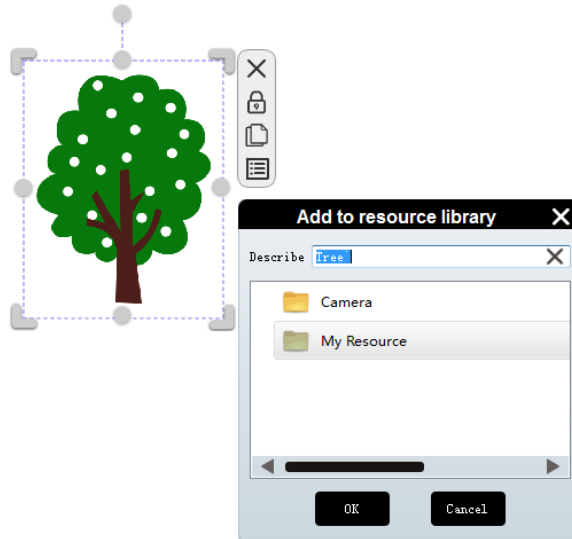 Add to resource library
Describe Tree
Camera
My Resource
OK Cancel